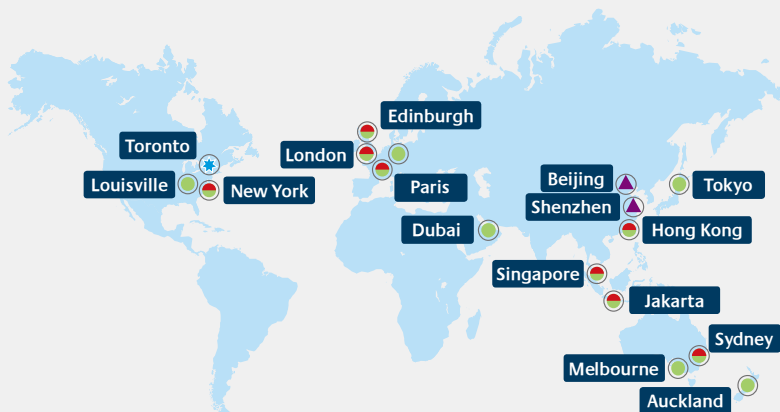 Edinburgh
Toronto
London
Louisville
New York
Paris
Beijing
Tokyo
Shenzhen
Dubai
Hong Kong
Singapore
Jakarta
Sydney
Melbourne
Auckland